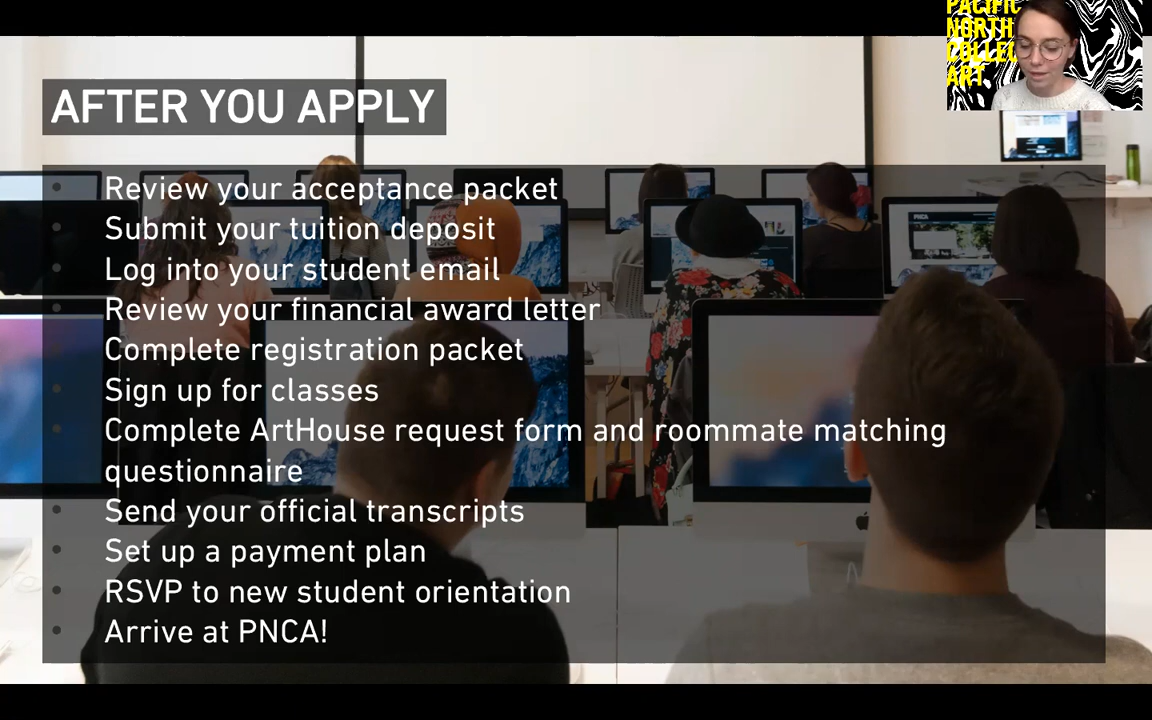 PACIFIC
NORTH
COLLE
ART
AFTER YOU APPLY
Review your acceptance packet
Submit your tuition deposit
Log into your student email
Review your financial award letter
Complete registration packet
Sign up for classes
Complete ArtHouse request form and roommate matching
questionnaire
Send your official transcripts
Set up a payment plan
RSVP to new student orientation
Arrive at PNCA!
PNCA